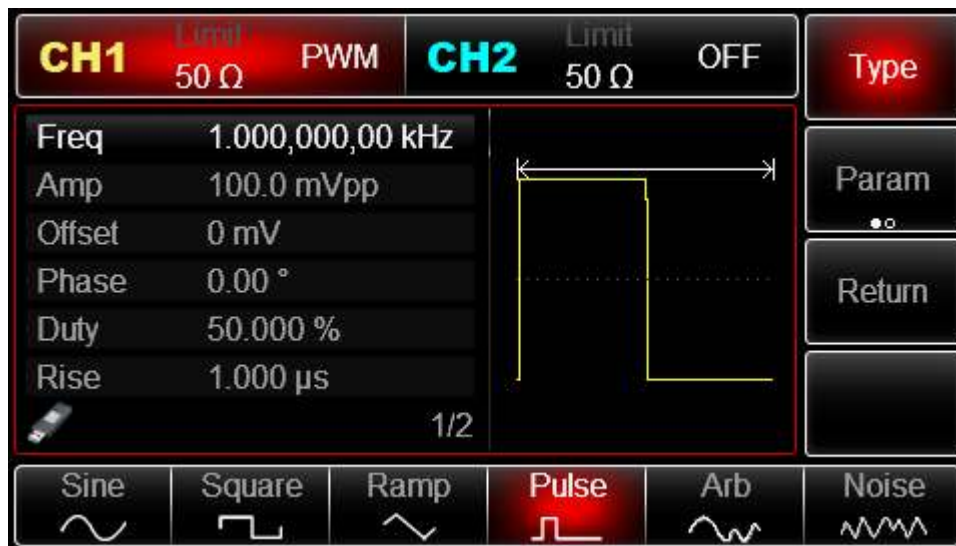 CH1 Limit 50 Ω PWM CH2 Limit 50 Ω OFF Type
Freq 1.000,000,00 kHz
Amp 100.0 mVpp
Param
Offset 0 mV
Phase 0.00 °
Return
Duty 50.000 %
Rise 1.000 µs
1/2
Sine Square Ramp Pulse Arb Noise